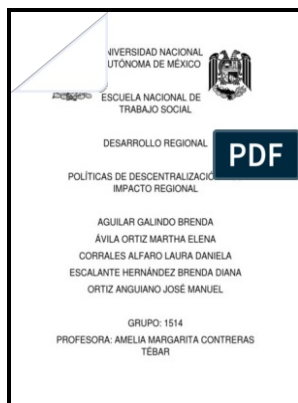 NIVERSIDAD NACIONAL
UTÓNOMA DE MÉXICO
ESCUELA NACIONAL DE
TRABAJO SOCIAL
DESARROLLO REGIONAL
PDF
POLÍTICAS DE DESCENTRALIZACIÓ
IMPACTO REGIONAL
AGUILAR GALINDO BRENDA
ÁVILA ORTIZ MARTHA ELENA
CORRALES ALFARO LAURA DANIELA
ESCALANTE HERNÁNDEZ BRENDA DIANA
ORTIZ ANGUIANO JOSÉ MANUEL
GRUPO: 1514
PROFESORA: AMELIA MARGARITA CONTRERAS
TÉBAR